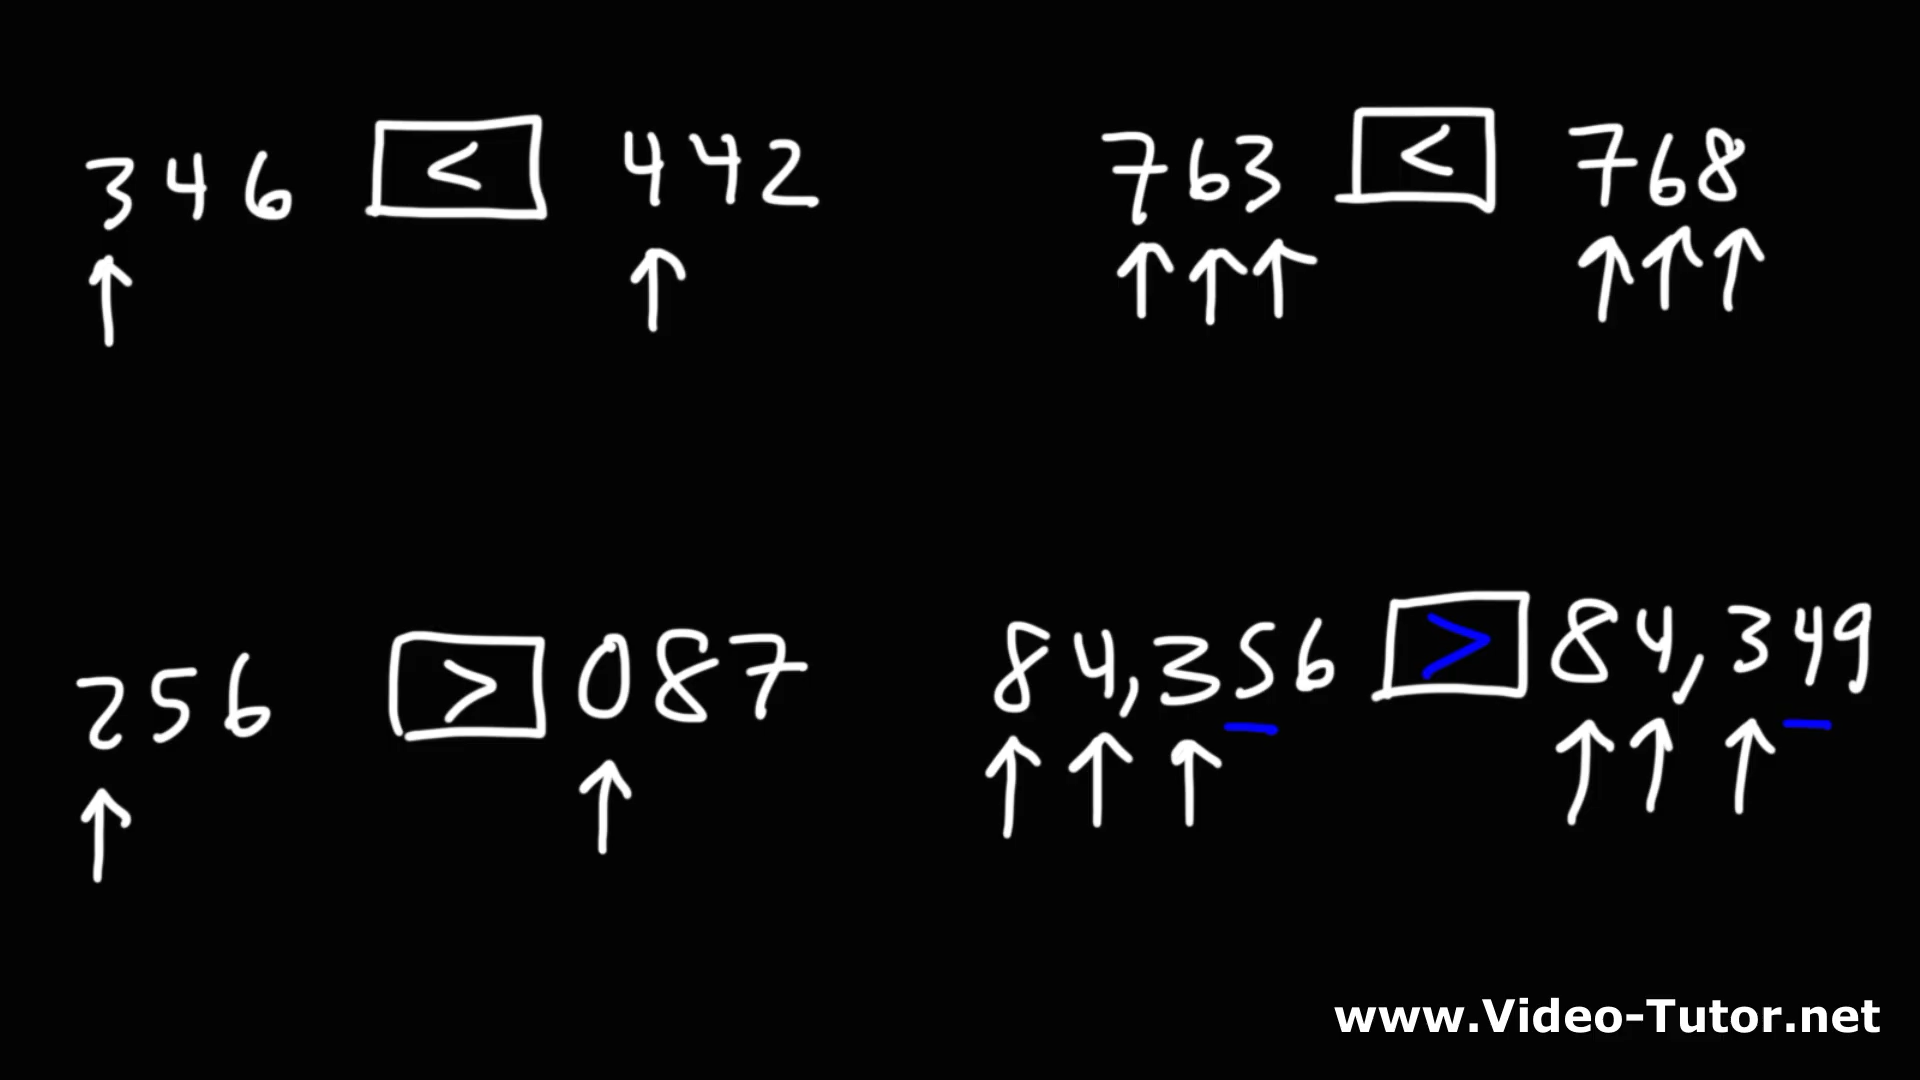 346 < 442
763 < 768
256 > 087
84,356 > 84,349
www.Video-Tutor.net